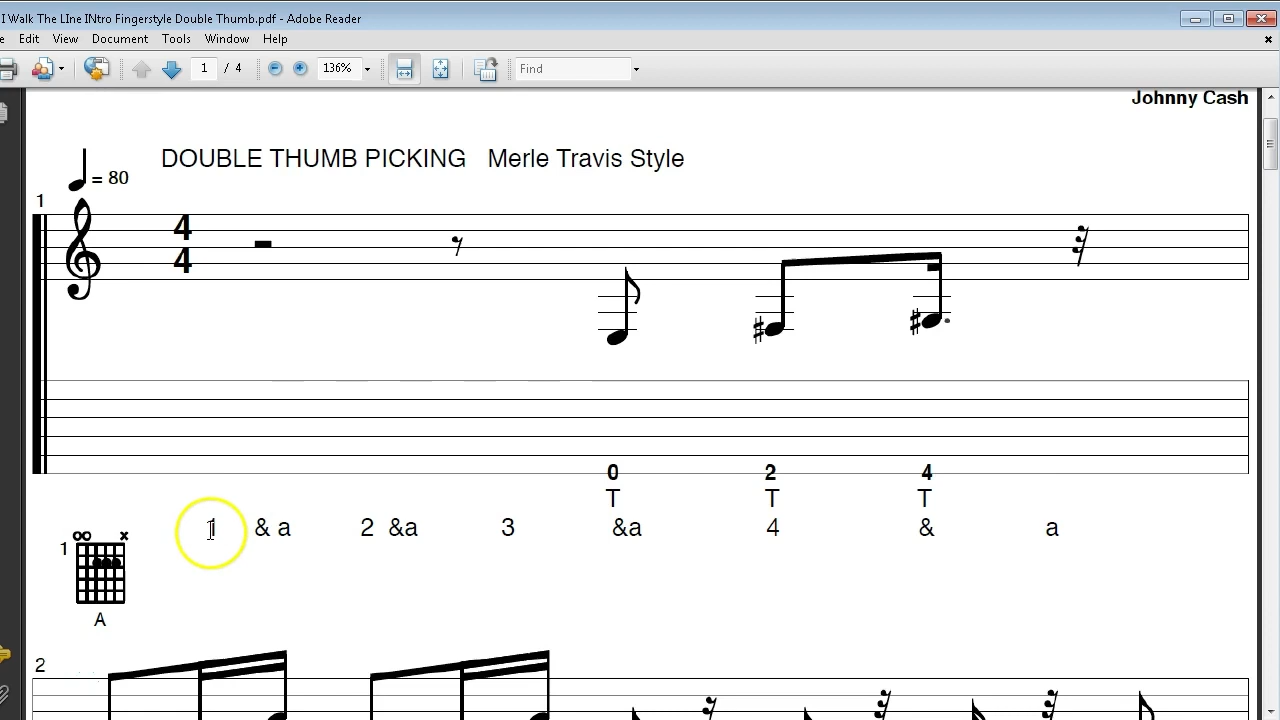 I Walk The LIne INtro Fingerstyle Double Thumb.pdf - Adobe Reader
e Edit View Document Tools Window Help
1 / 4 136% Find
Johnny Cash
DOUBLE THUMB PICKING Merle Travis Style
= 80
1
4
4
0 2 4
T T T
1 & a 2 &a 3 &a 4 & a
oo x
1
A
2